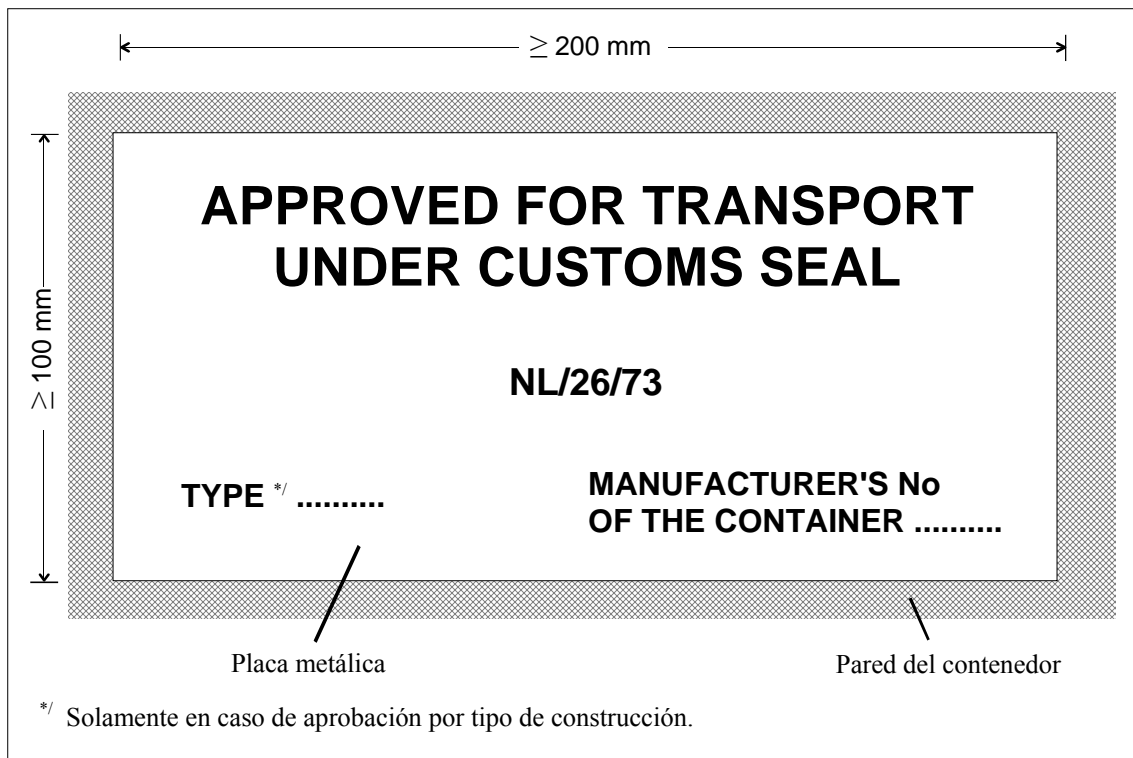 ≥ 200 mm
≥ 100 mm
APPROVED FOR TRANSPORT
UNDER CUSTOMS SEAL
NL/26/73
TYPE */ ..........
MANUFACTURER'S No
OF THE CONTAINER ..........
Placa metálica
Pared del contenedor
*/ Solamente en caso de aprobación por tipo de construcción.